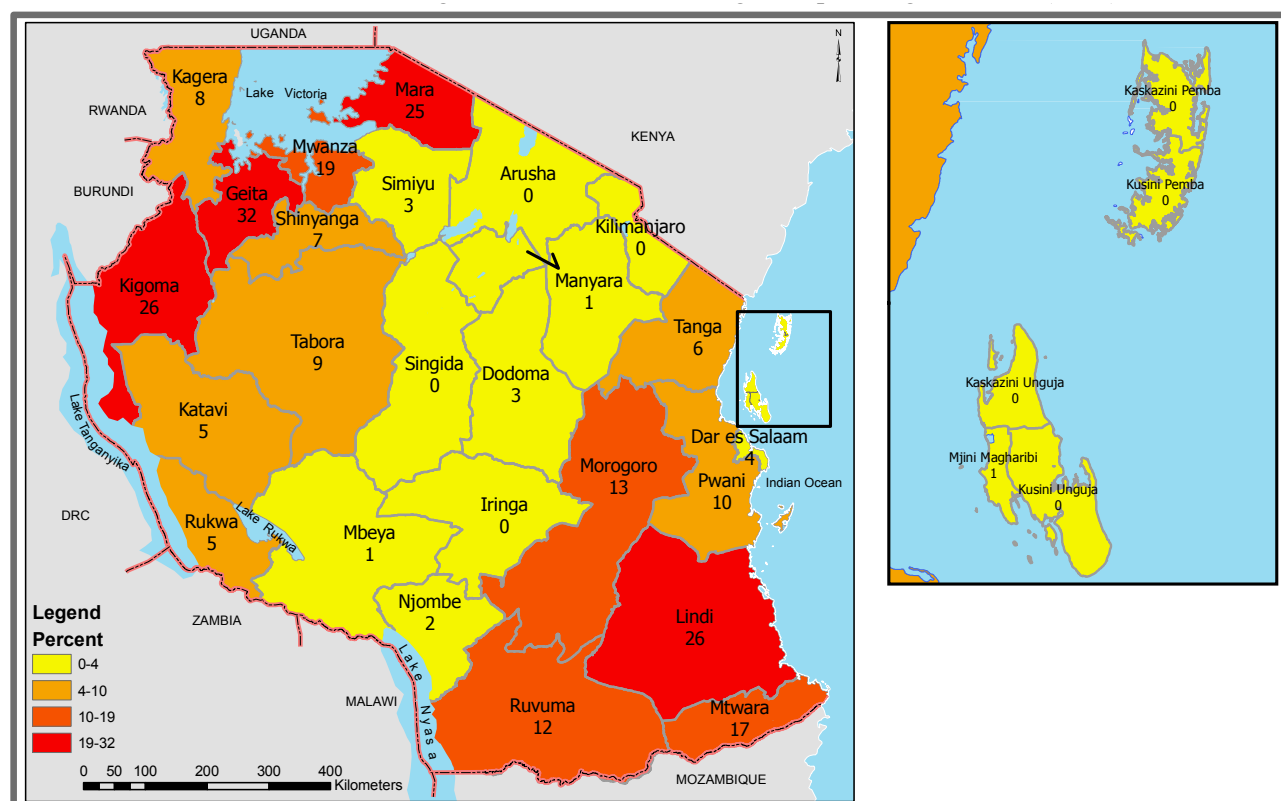 UGANDA
N
Kagera
8
Lake Victoria
Mara
25
RWANDA
KENYA
Mwanza
19
Arusha
0
Simiyu
3
BURUNDI
Geita
32
Shinyanga
7
Kilimanjaro
0
Kigoma
26
Manyara
1
Tabora
9
Tanga
6
Singida
0
Dodoma
3
Katavi
5
Lake Tanganyika
Dar es Salaam
4
Morogoro
13
Pwani
10
Indian Ocean
Iringa
0
DRC
Rukwa
5
Lake Rukwa
Mbeya
1
Njombe
2
ZAMBIA
Lindi
26
Lake Nyasa
MALAWI
Ruvuma
12
Mtwara
17
MOZAMBIQUE
Legend
Percent
0-4
4-10
10-19
19-32
0 50 100 200 300 400
Kilometers
Kaskazini Pemba
0
Kusini Pemba
0
Kaskazini Unguja
0
Mjini Magharibi
1
Kusini Unguja
0